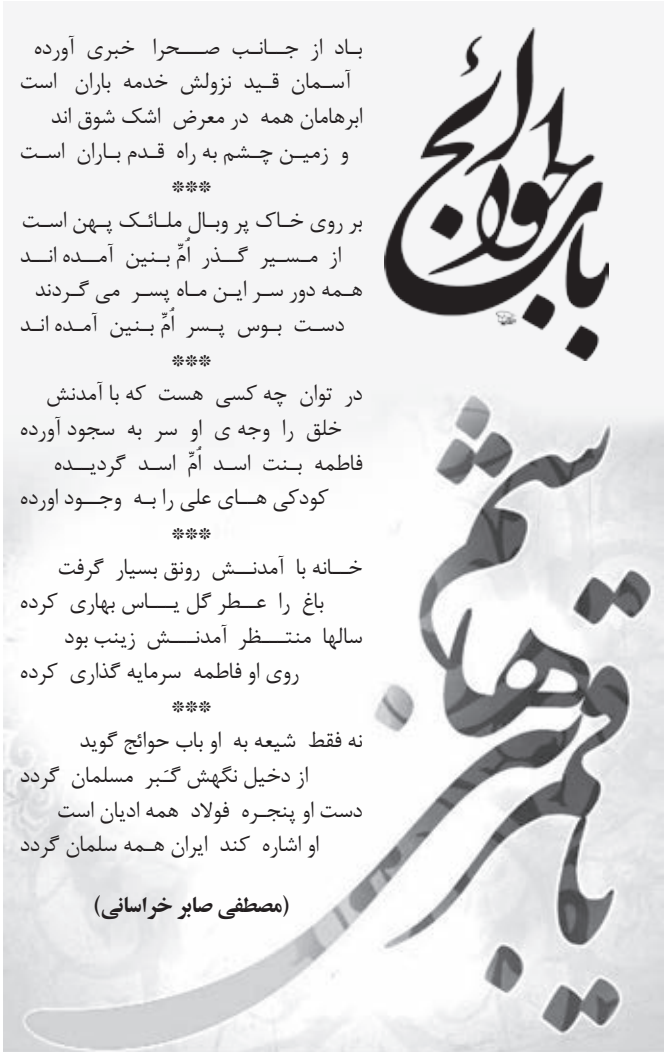 باب الحوائج
باد از جانب صحرا خبری آورده
آسمان قید نزولش خدمه باران است
ابرهامان همه در معرض اشک شوق اند
و زمین چشم به راه قدم باران است
***
بر روی خاک پر وبال ملائک پهن است
از مسیر گذر اُمِّ بنین آمده اند
همه دور سر این ماه پسر می گردند
دست بوس پسر اُمِّ بنین آمده اند
***
در توان چه کسی هست که با آمدنش
خلق را وجه ی او سر به سجود آورده
فاطمه بنت اسد اُمِّ اسد گردیده
کودکی های علی را به وجود اورده
***
خانه با آمدنش رونق بسیار گرفت
باغ را عطر گل یاس بهاری کرده
سالها منتظر آمدنش زینب بود
روی او فاطمه سرمایه گذاری کرده
***
نه فقط شیعه به او باب حوائج گوید
از دخیل نگهش گَبر مسلمان گردد
دست او پنجره فولاد همه ادیان است
او اشاره کند ایران همه سلمان گردد
(مصطفی صابر خراسانی)
یا قمر بنی هاشم